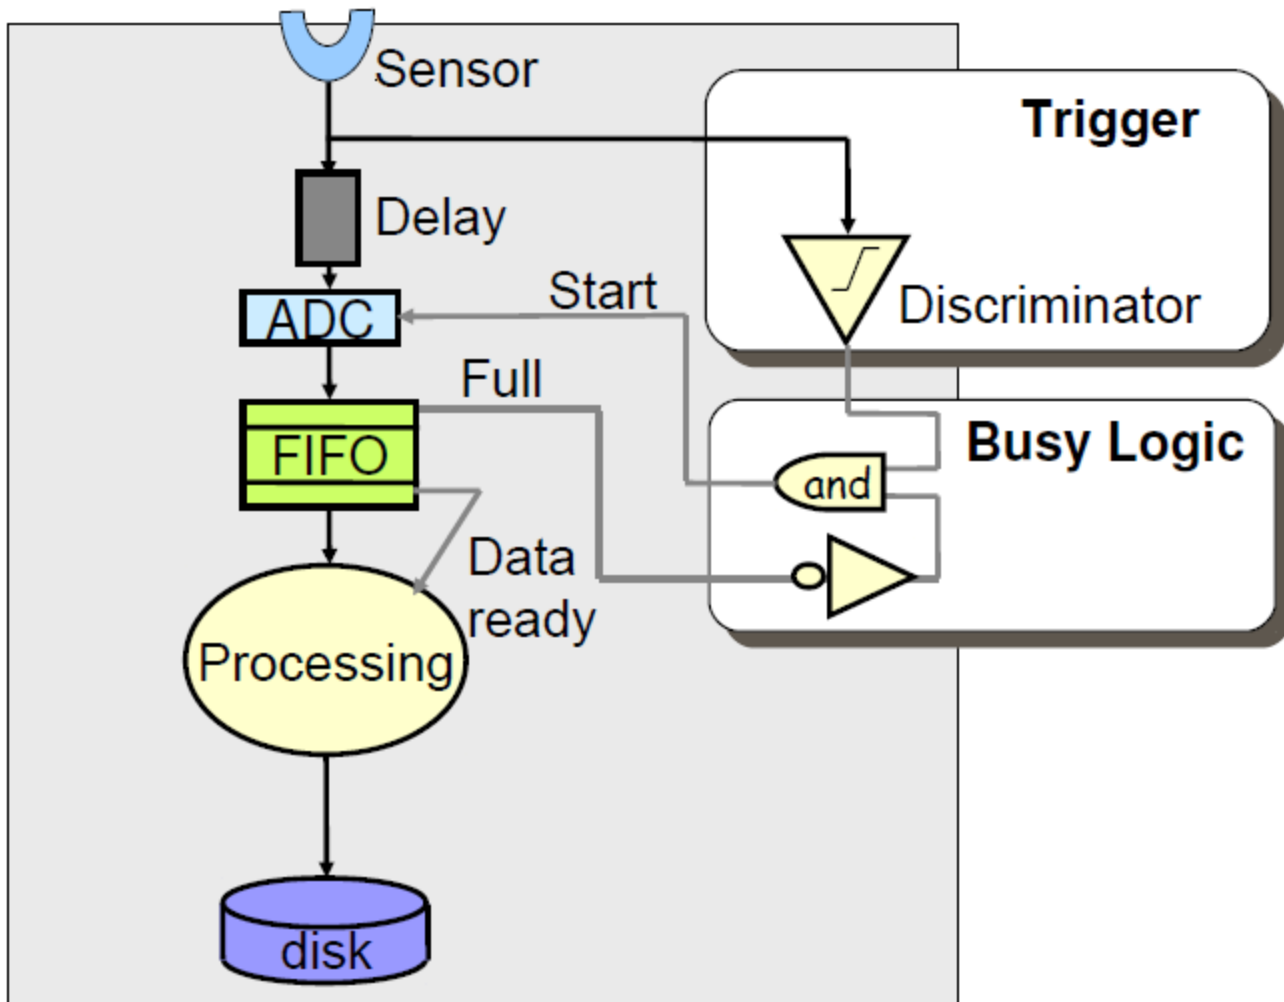 Sensor
Trigger
Delay
Start
Discriminator
ADC
Full
Busy Logic
FIFO
and
Data
ready
Processing
disk